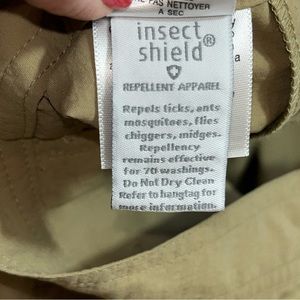 PAS NETTOYER
A SEC
insect
shield®
REPELLENT APPAREL
Repels ticks, ants
mosquitoes, flies
chiggers, midges.
Repellency
remains effective
for 70 washings.
Do Not Dry Clean
Refer to hangtag for
more information.